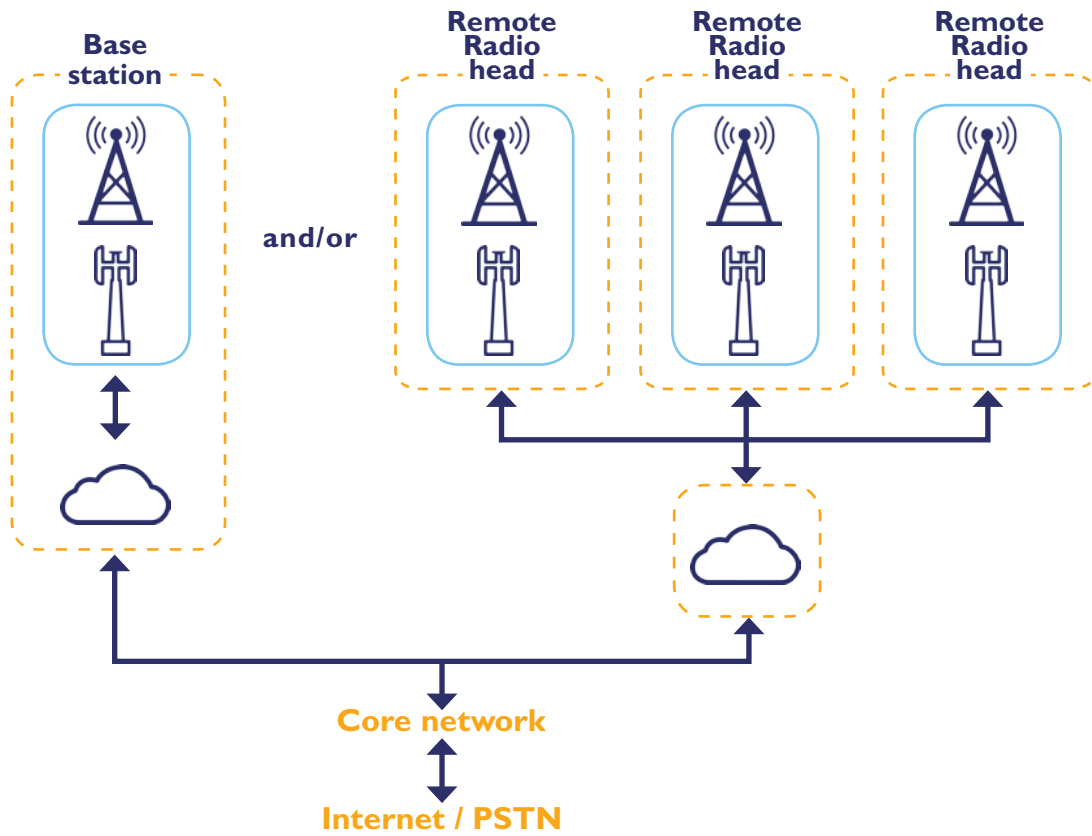 Base
station
Remote
Radio
head
Remote
Radio
head
Remote
Radio
head
and/or
Core network
Internet / PSTN